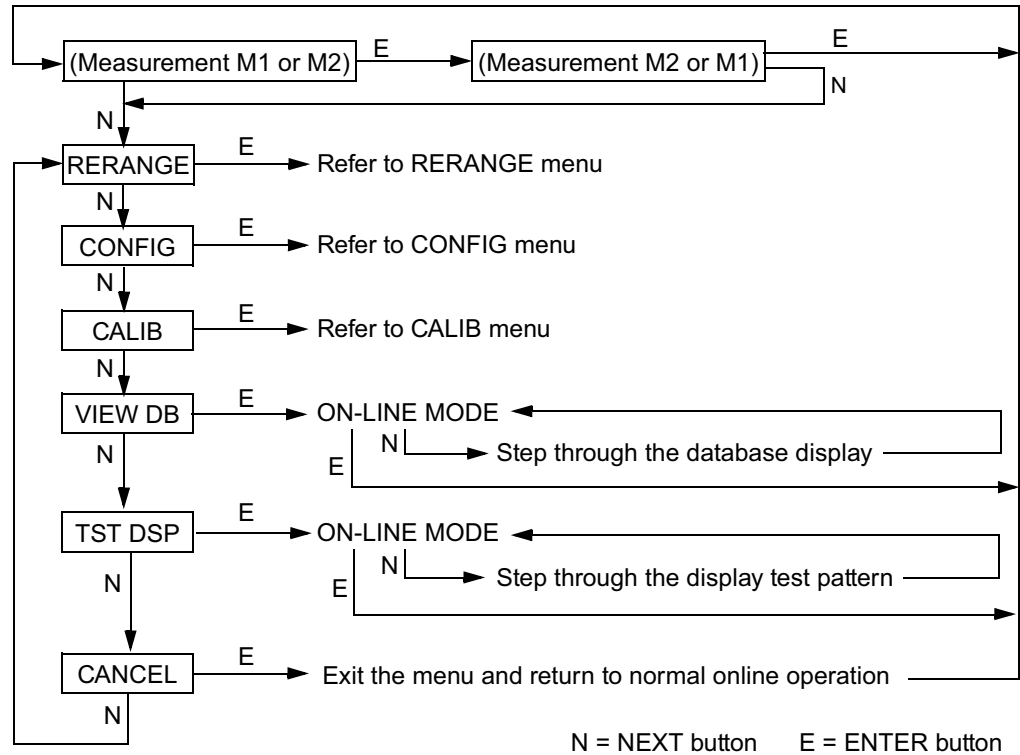 E
E
(Measurement M1 or M2)
(Measurement M2 or M1)
N
N
E
RERANGE
Refer to RERANGE menu
N
E
CONFIG
Refer to CONFIG menu
N
E
CALIB
Refer to CALIB menu
N
E
VIEW DB
ON-LINE MODE
N
N
Step through the database display
E
E
TST DSP
ON-LINE MODE
N
N
Step through the display test pattern
E
E
CANCEL
Exit the menu and return to normal online operation
N
N = NEXT button E = ENTER button